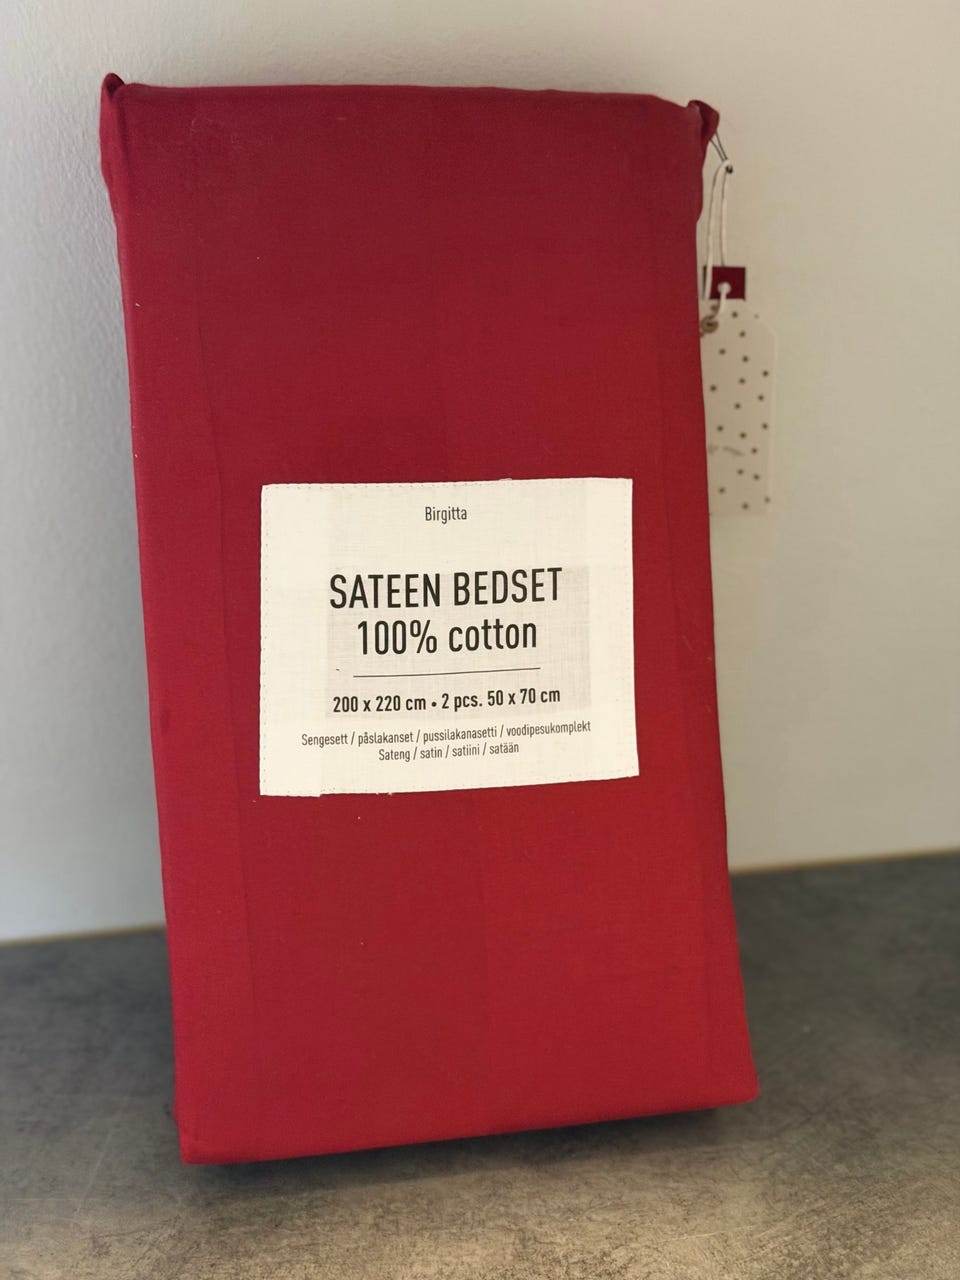 Birgitta
SATEEN BEDSET
100% cotton
200 x 220 cm • 2 pcs. 50 x 70 cm
Sengesett / påslakanset / pussilakanasetti / voodipesukomplekt
Sateng / satin / satiini / satään